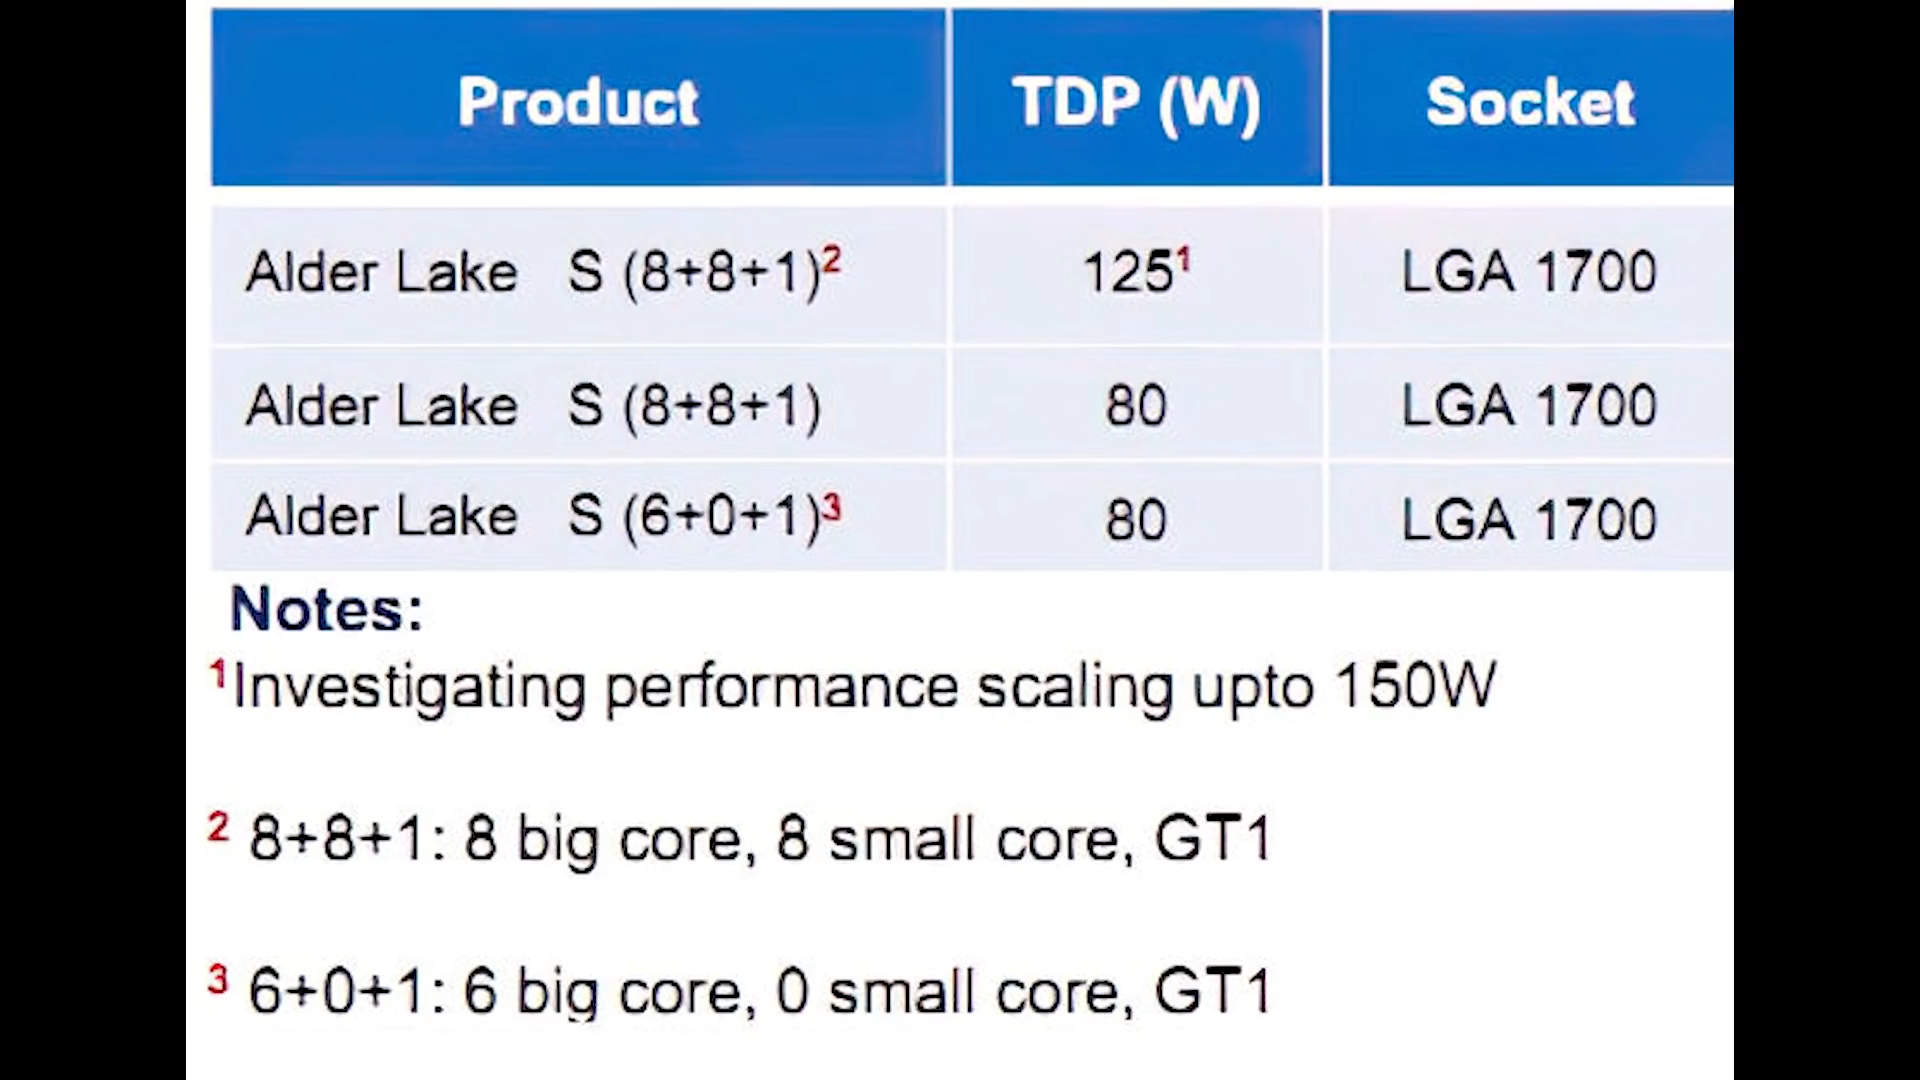 Product TDP (W) Socket
Alder Lake S (8+8+1)2 1251 LGA 1700
Alder Lake S (8+8+1) 80 LGA 1700
Alder Lake S (6+0+1)3 80 LGA 1700
Notes:
1Investigating performance scaling upto 150W
2 8+8+1: 8 big core, 8 small core, GT1
3 6+0+1: 6 big core, 0 small core, GT1